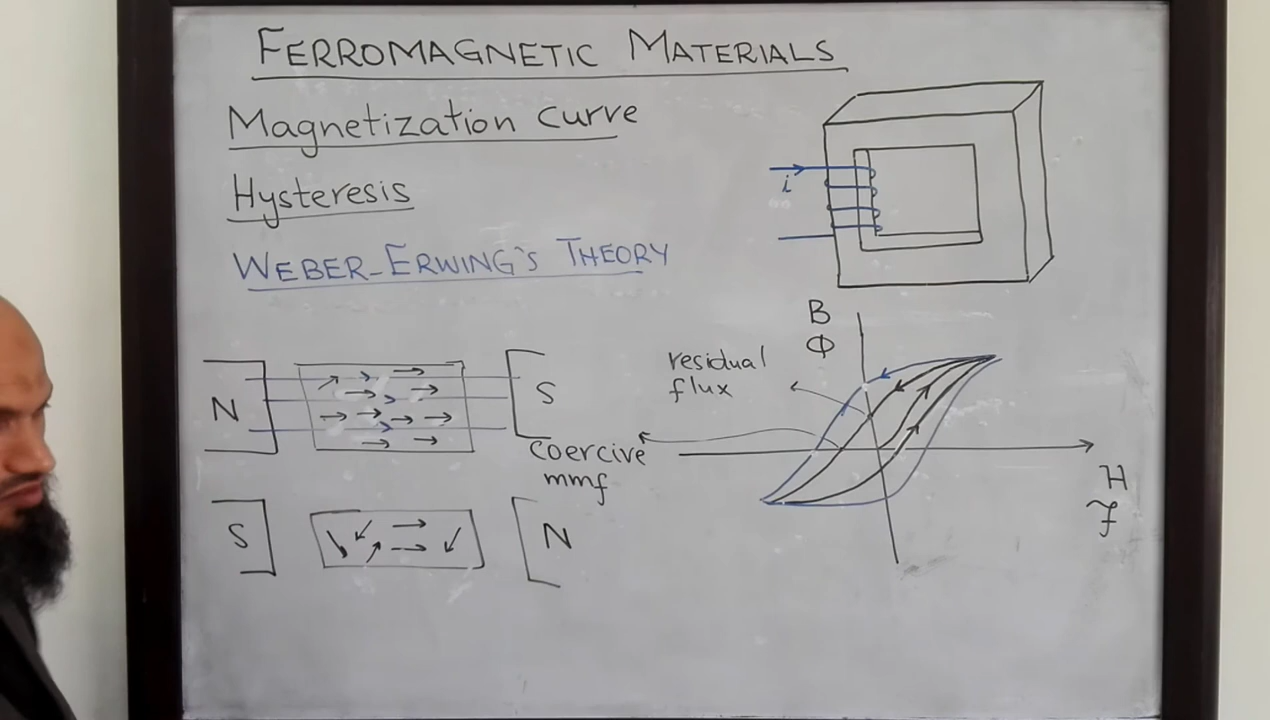 FERROMAGNETIC MATERIALS
Magnetization Curve
Hysteresis
WEBER-ERWING'S THEORY
i
N
S
S
N
B
Φ
residual
flux
coercive
mmf
H
F